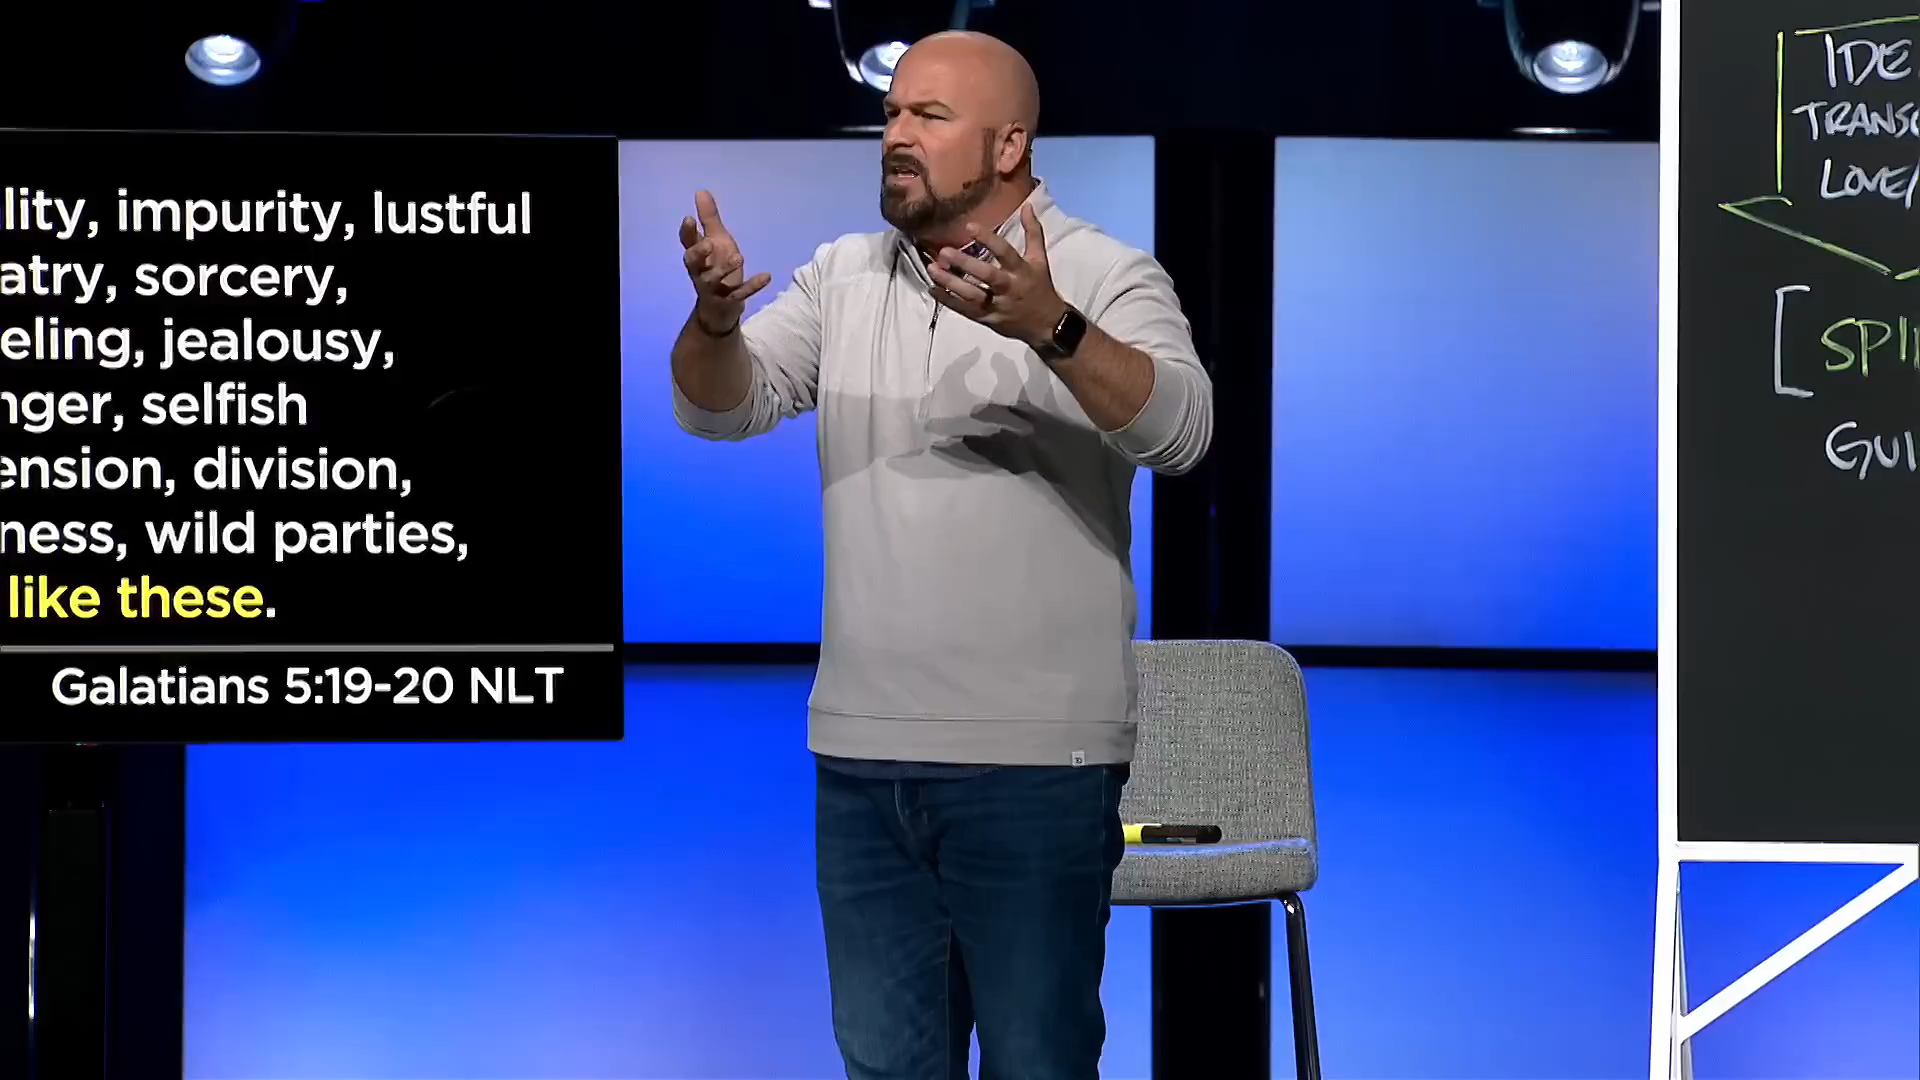 lity, impurity, lustful
atry, sorcery,
eling, jealousy,
nger, selfish
ension, division,
ness, wild parties,
like these.
Galatians 5:19-20 NLT
IDE
TRANS
LOVE/
[ SPI
GUI